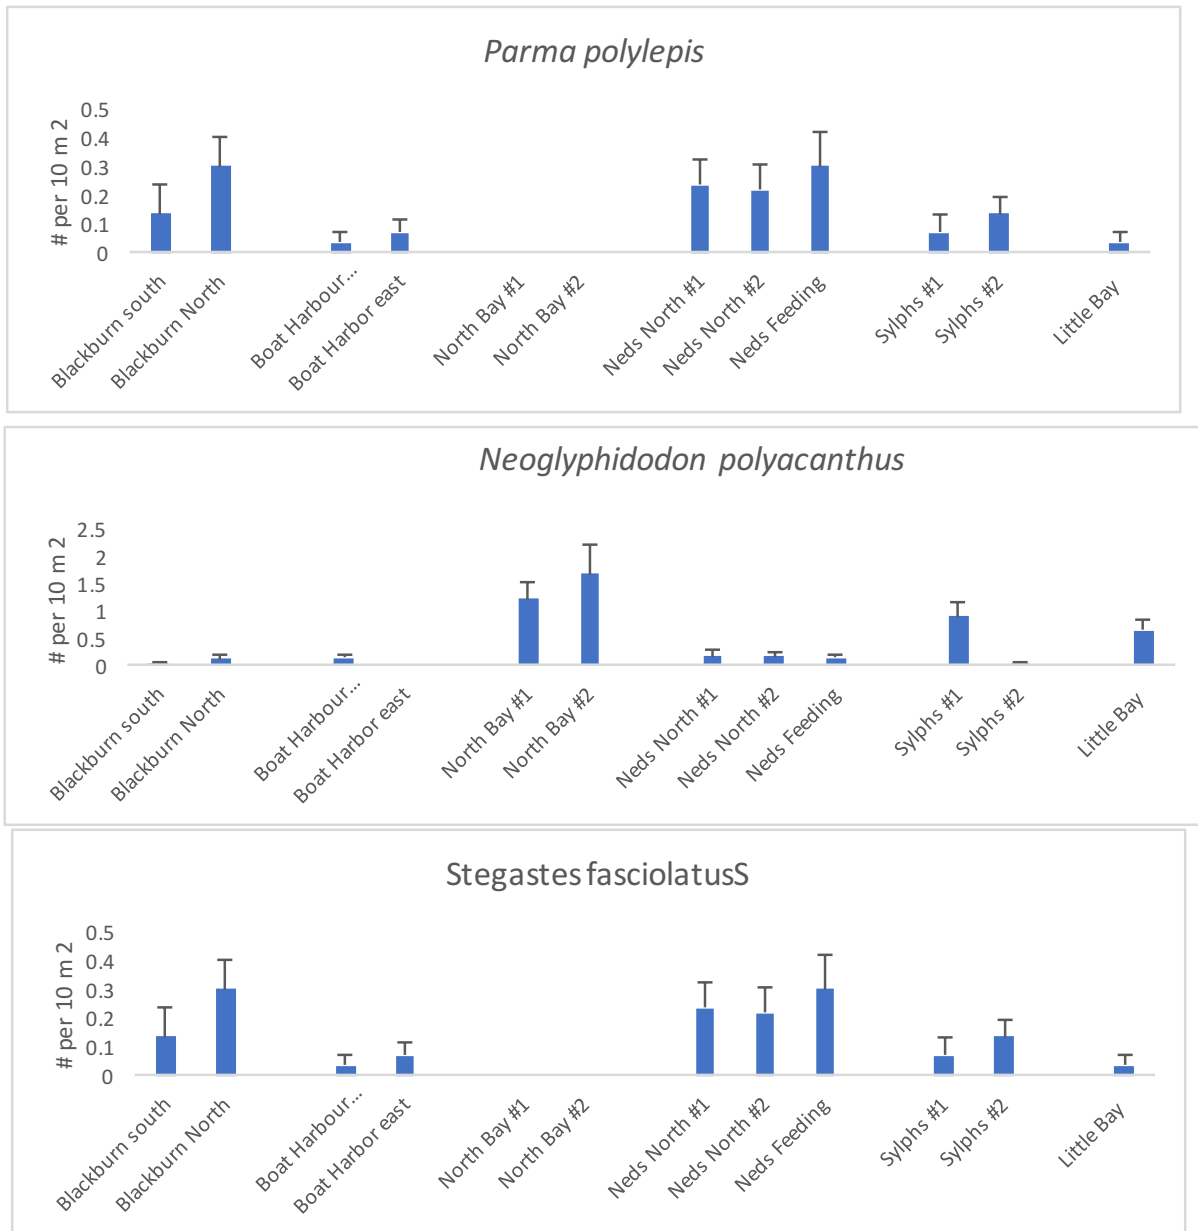 Parma polylepis
# per 10 m 2
0.5
0.4
0.3
0.2
0.1
0
Blackburn south
Blackburn North
Boat Harbour...
Boat Harbor east
North Bay #1
North Bay #2
Neds North #1
Neds North #2
Neds Feeding
Sylphs #1
Sylphs #2
Little Bay
Neoglyphidodon polyacanthus
# per 10 m 2
2.5
2
1.5
1
0.5
0
Blackburn south
Blackburn North
Boat Harbour...
Boat Harbor east
North Bay #1
North Bay #2
Neds North #1
Neds North #2
Neds Feeding
Sylphs #1
Sylphs #2
Little Bay
Stegastes fasciolatusS
# per 10 m 2
0.5
0.4
0.3
0.2
0.1
0
Blackburn south
Blackburn North
Boat Harbour...
Boat Harbor east
North Bay #1
North Bay #2
Neds North #1
Neds North #2
Neds Feeding
Sylphs #1
Sylphs #2
Little Bay